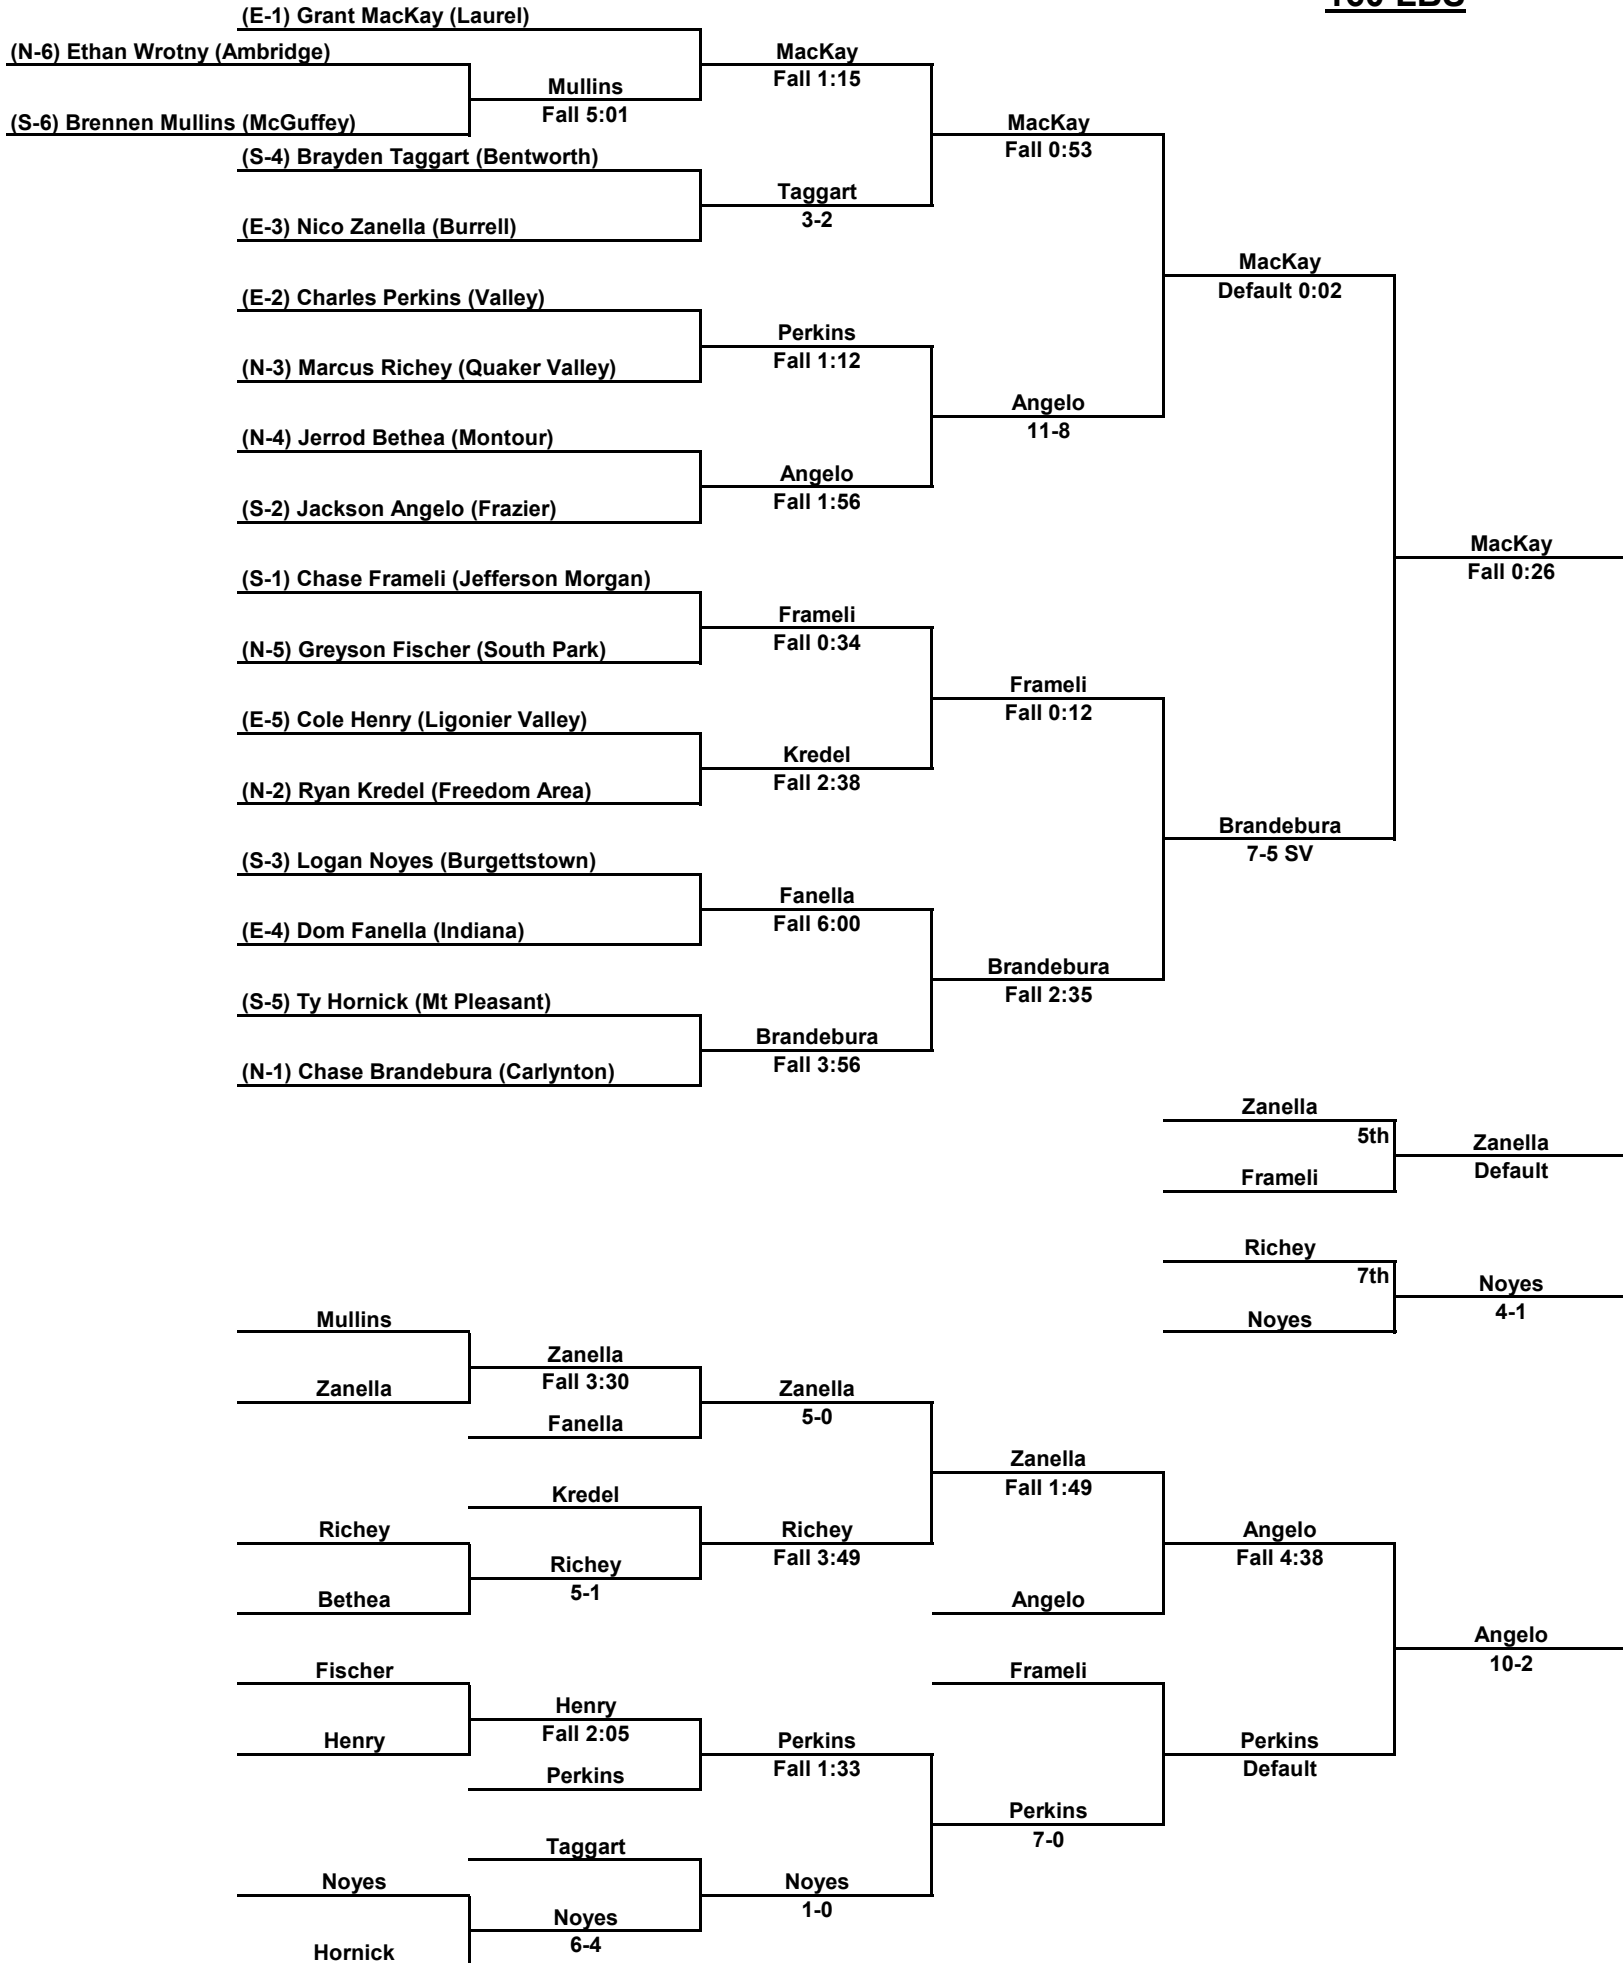 (E-1) Grant MacKay (Laurel)
(N-6) Ethan Wrotny (Ambridge)
MacKay
Fall 1:15
Mullins
Fall 5:01
(S-6) Brennen Mullins (McGuffey)
MacKay
Fall 0:53
(S-4) Brayden Taggart (Bentworth)
Taggart
3-2
(E-3) Nico Zanella (Burrell)
MacKay
Default 0:02
(E-2) Charles Perkins (Valley)
Perkins
Fall 1:12
(N-3) Marcus Richey (Quaker Valley)
Angelo
11-8
(N-4) Jerrod Bethea (Montour)
Angelo
Fall 1:56
(S-2) Jackson Angelo (Frazier)
MacKay
Fall 0:26
(S-1) Chase Frameli (Jefferson Morgan)
Frameli
Fall 0:34
(N-5) Greyson Fischer (South Park)
Frameli
Fall 0:12
(E-5) Cole Henry (Ligonier Valley)
Kredel
Fall 2:38
(N-2) Ryan Kredel (Freedom Area)
Brandebura
7-5 SV
(S-3) Logan Noyes (Burgettstown)
Fanella
Fall 6:00
(E-4) Dom Fanella (Indiana)
Brandebura
Fall 2:35
(S-5) Ty Hornick (Mt Pleasant)
Brandebura
Fall 3:56
(N-1) Chase Brandebura (Carlynton)
Zanella
5th
Zanella
Default
Frameli
Richey
7th
Noyes
4-1
Noyes
Mullins
Zanella
Fall 3:30
Zanella
Zanella
5-0
Fanella
Zanella
Fall 1:49
Kredel
Richey
Richey
Fall 3:49
Angelo
Fall 4:38
Richey
5-1
Bethea
Angelo
Angelo
10-2
Fischer
Frameli
Henry
Fall 2:05
Henry
Perkins
Fall 1:33
Perkins
Default
Perkins
Perkins
7-0
Taggart
Noyes
Noyes
1-0
Noyes
6-4
Hornick